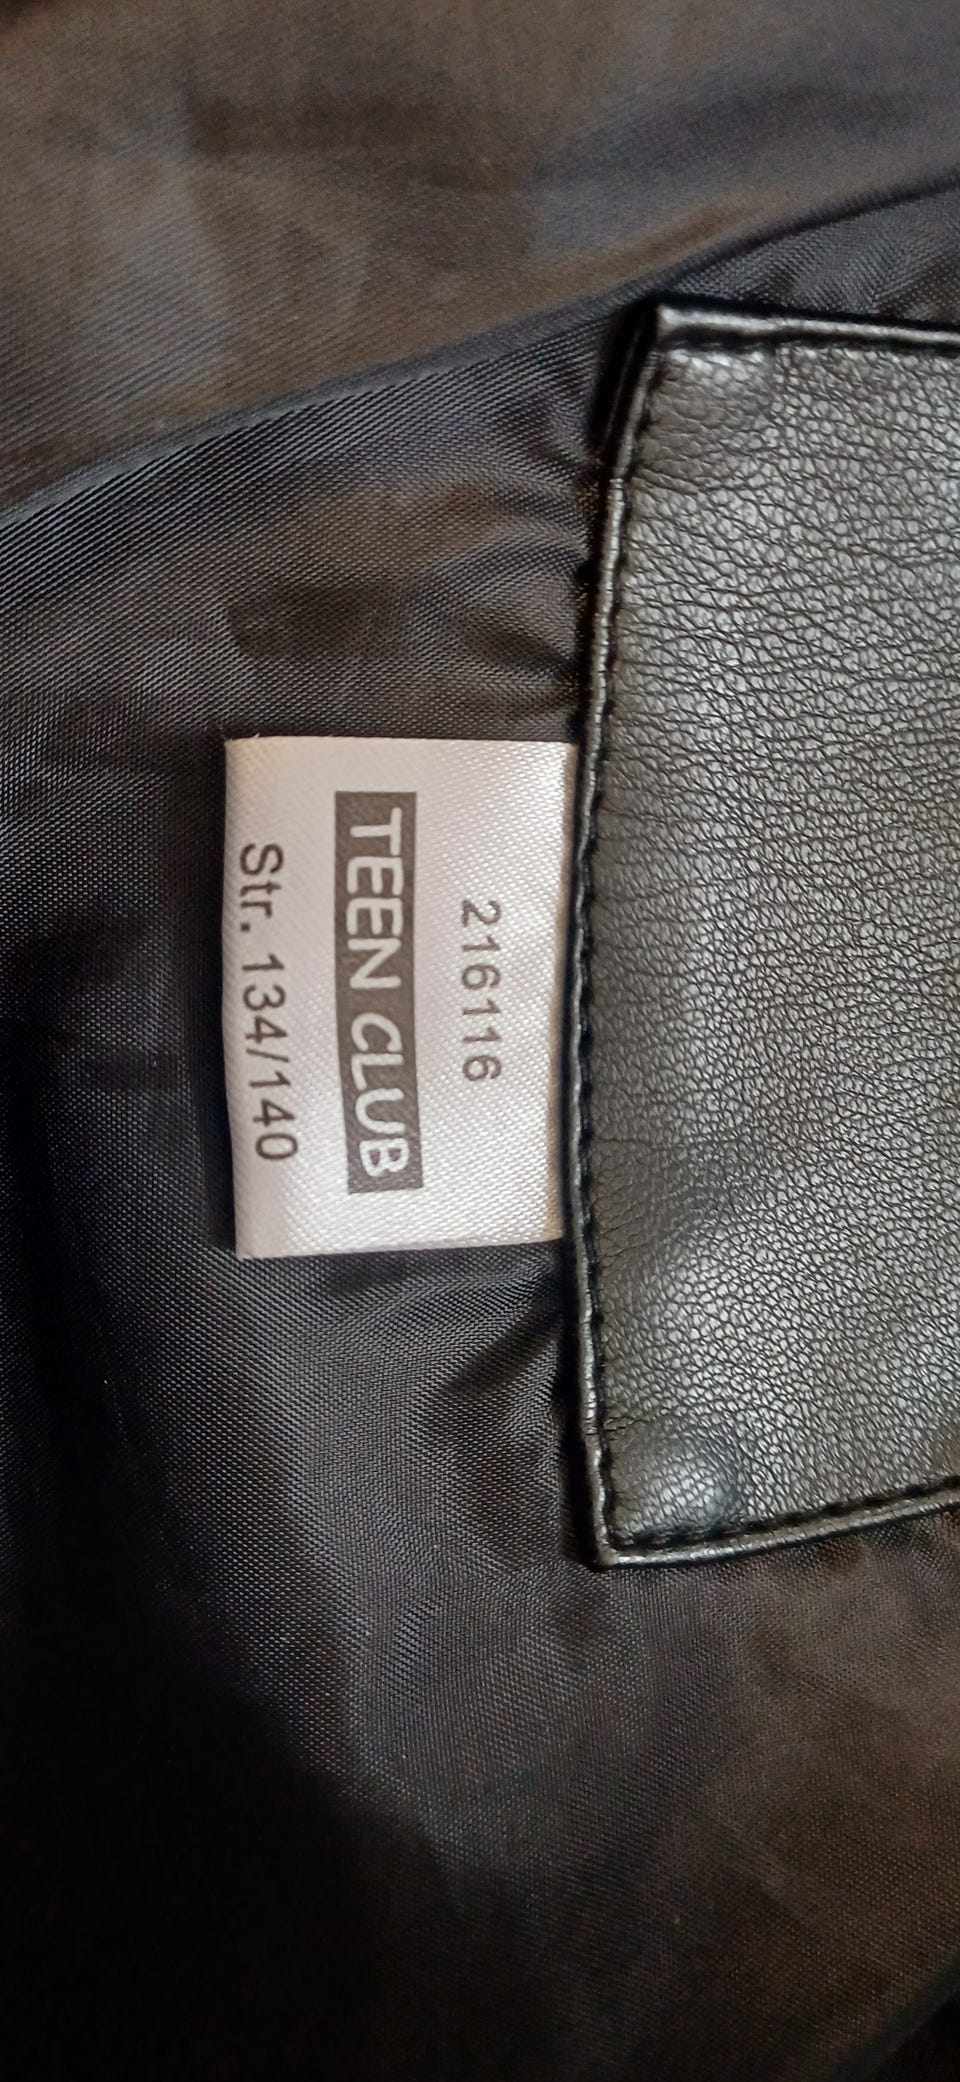 216116
TEEN CLUB
Str. 134/140